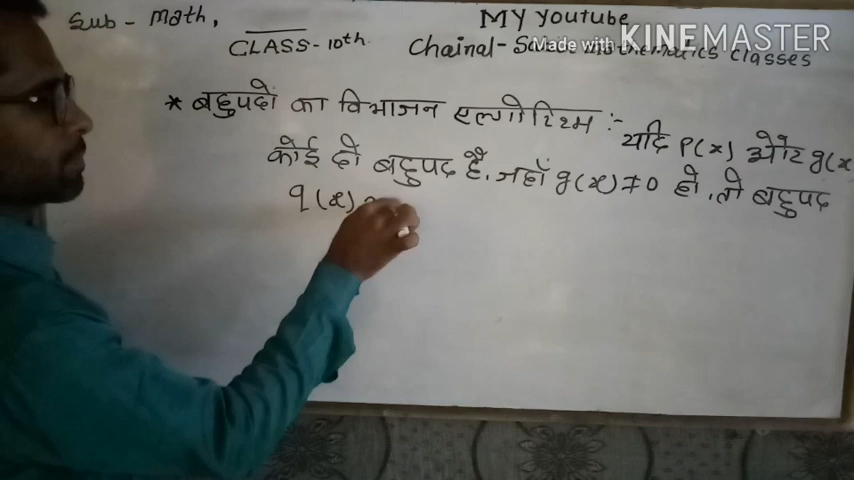 Sub - Math,
MY Youtube
CLASS - 10th.
Chainal - mathematics Classes
Made with KINEMASTER
* बहुपदों का विभाजन एल्गोरिथ्म :- यदि P(x) और g(x
कोई दो बहुपद है, जहाँ g(x) ≠ 0 हो, तो बहुपद
q(x)